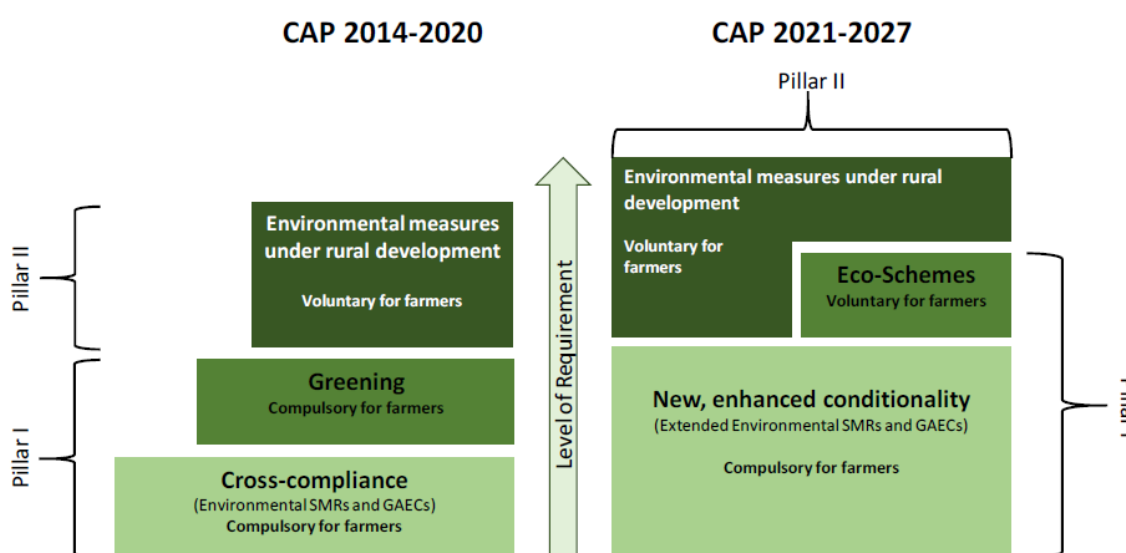 CAP 2014-2020
CAP 2021-2027
Pillar II
Environmental measures
under rural development
Voluntary for farmers
Pillar II
Greening
Compulsory for farmers
Cross-compliance
(Environmental SMRs and GAECs)
Compulsory for farmers
Pillar I
Level of Requirement
Environmental measures under rural
development
Voluntary for
farmers
Eco-Schemes
Voluntary for farmers
New, enhanced conditionality
(Extended Environmental SMRs and GAECs)
Compulsory for farmers